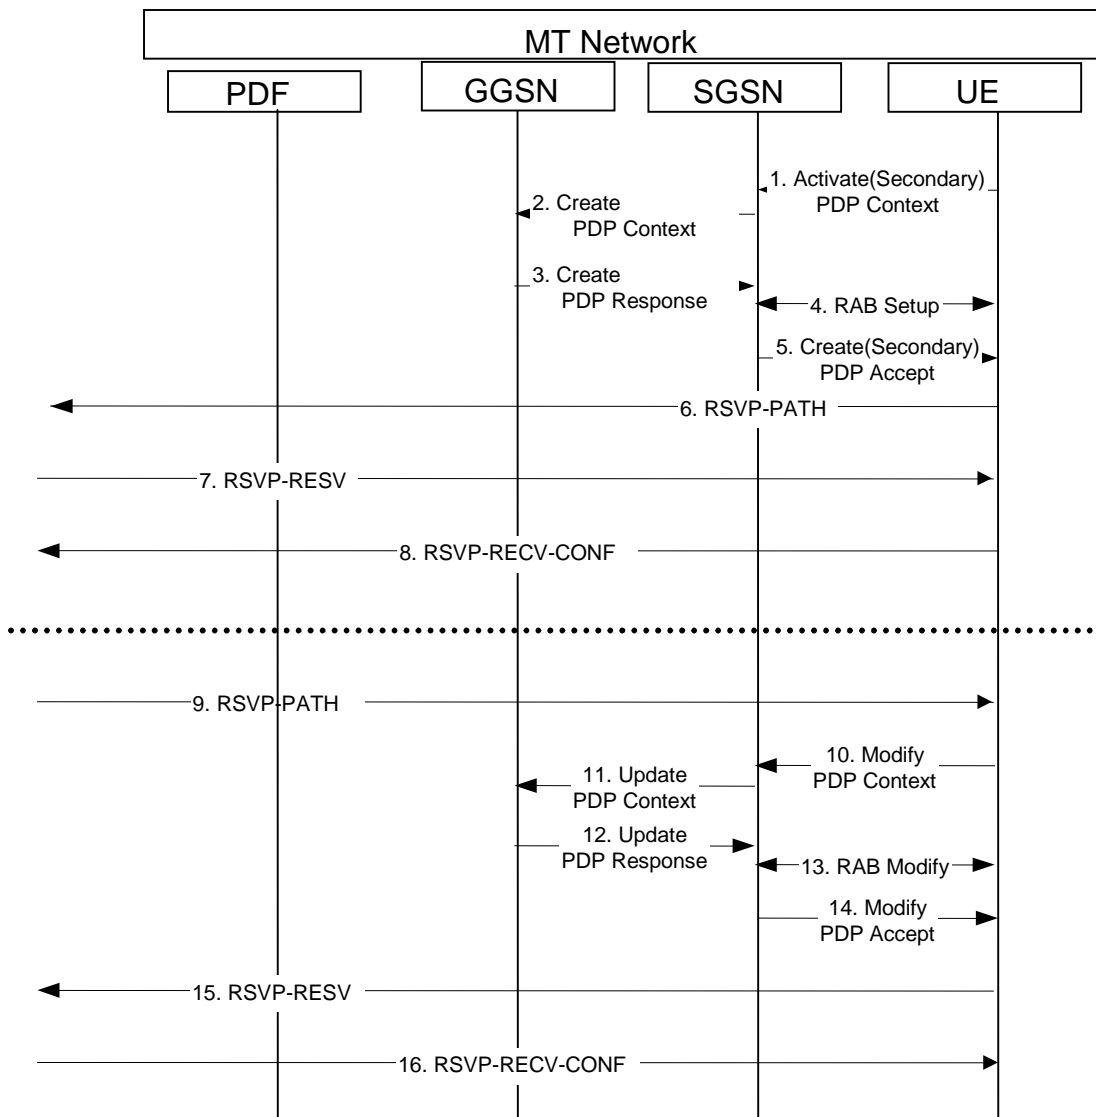 MT Network
PDF
GGSN
SGSN
UE
1. Activate(Secondary)
PDP Context
2. Create
PDP Context
3. Create
PDP Response
4. RAB Setup
5. Create(Secondary)
PDP Accept
6. RSVP-PATH
7. RSVP-RESV
8. RSVP-RECV-CONF
9. RSVP-PATH
10. Modify
PDP Context
11. Update
PDP Context
12. Update
PDP Response
13. RAB Modify
14. Modify
PDP Accept
15. RSVP-RESV
16. RSVP-RECV-CONF